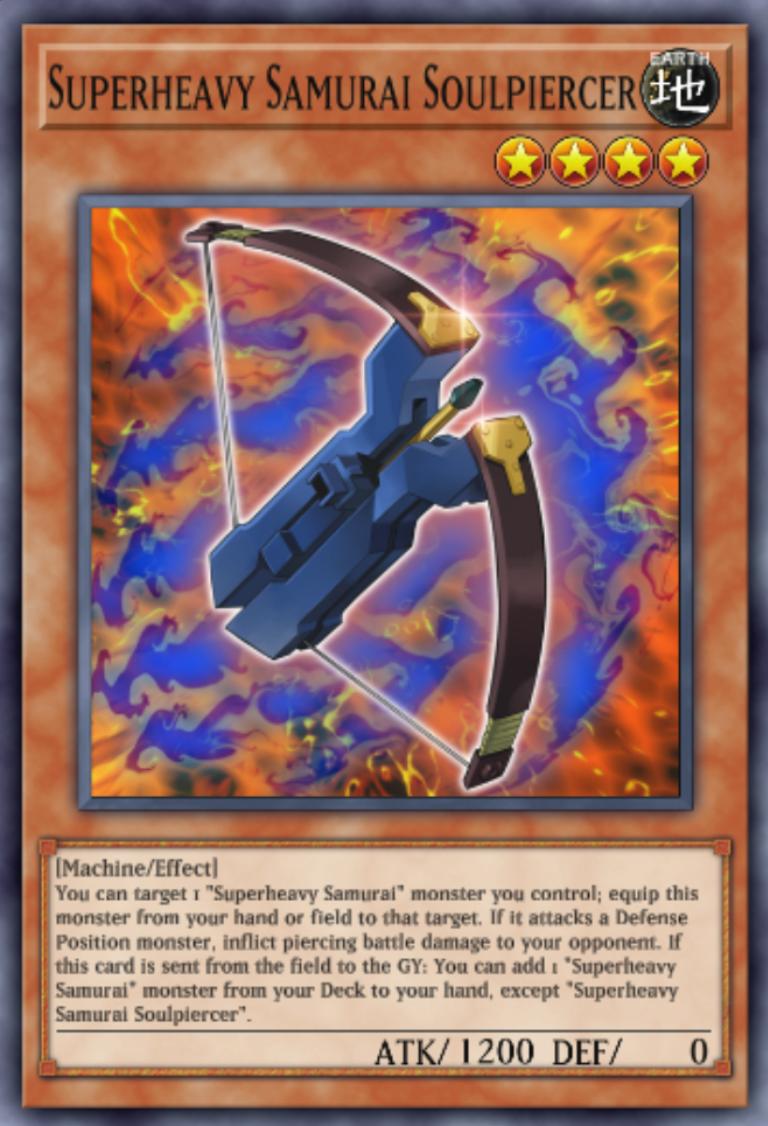 SUPERHEAVY SAMURAI SOULPIERCER
EARTH
地
[Machine/Effect]
You can target 1 "Superheavy Samurai" monster you control; equip this
monster from your hand or field to that target. If it attacks a Defense
Position monster, inflict piercing battle damage to your opponent. If
this card is sent from the field to the GY: You can add 1 "Superheavy
Samurai" monster from your Deck to your hand, except "Superheavy
Samurai Soulpiercer".
ATK/ 1200 DEF/ 0